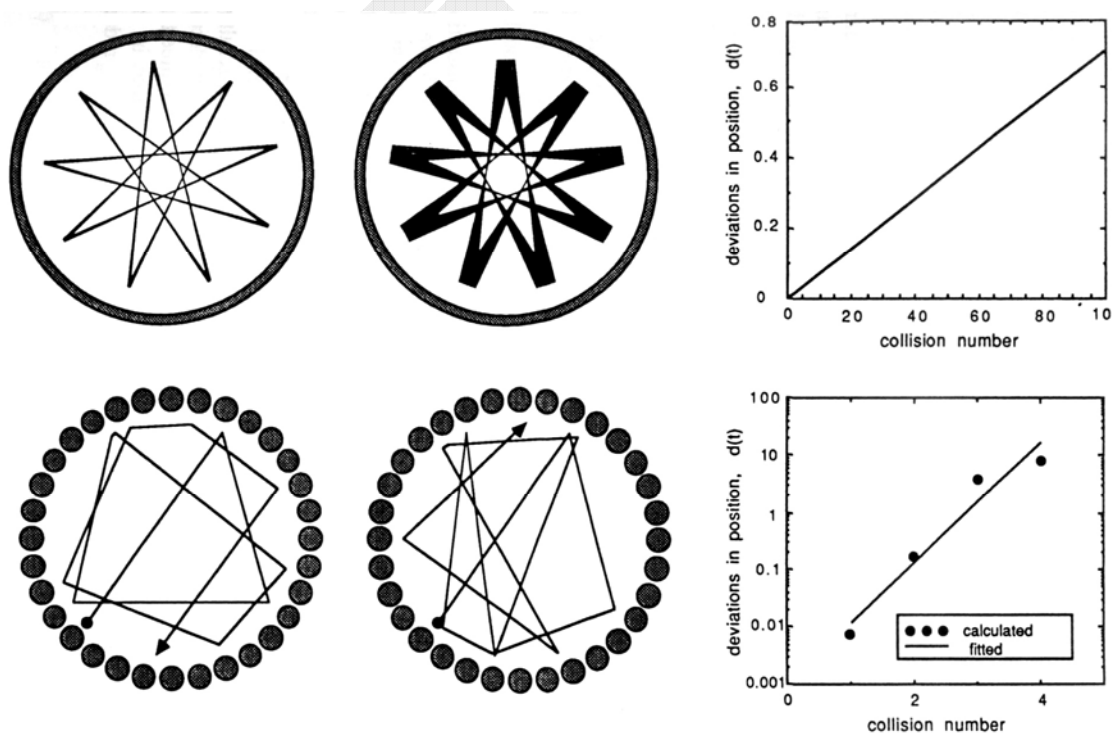 0.8
0.6
0.4
0.2
0
deviations in position, d(t)
0 20 40 60 80 10
collision number
100
10
1
0.1
0.01
0.001
deviations in position, d(t)
calculated
fitted
0 2 4
collision number